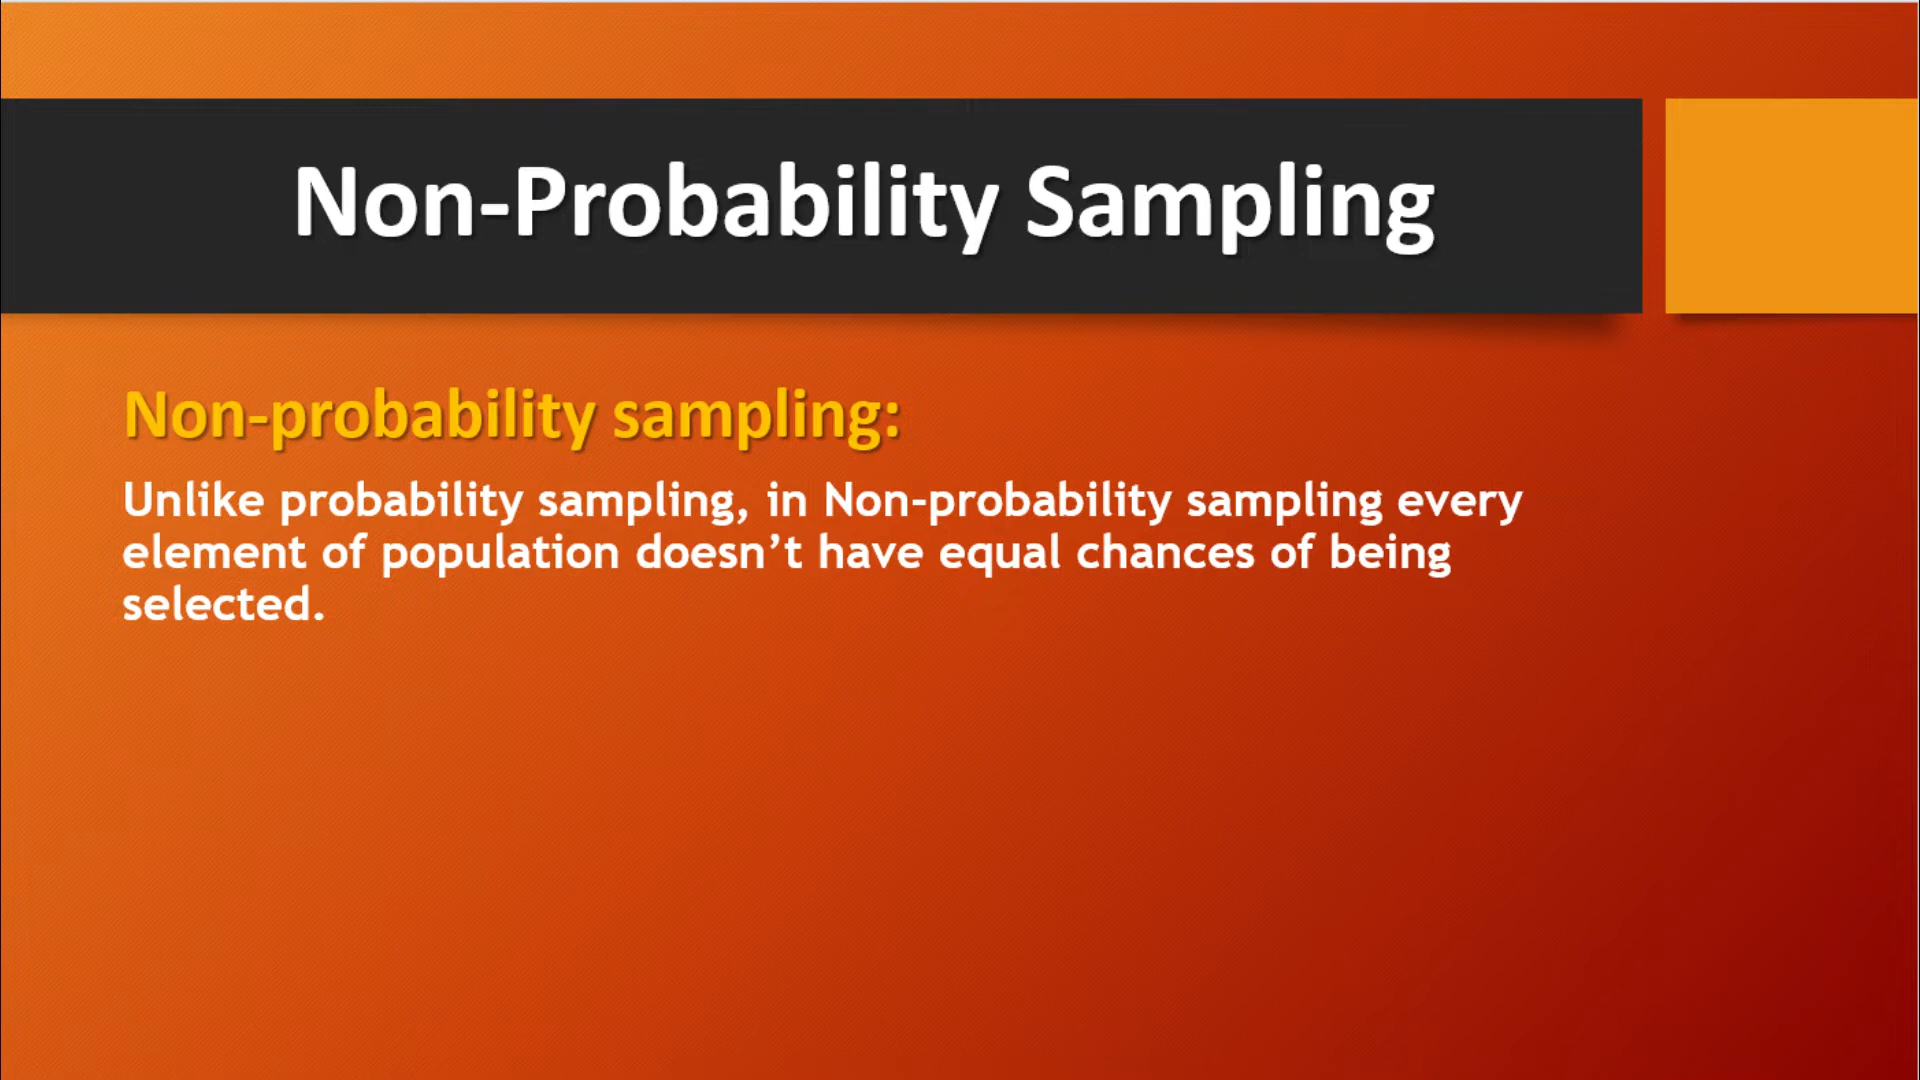 Non-Probability Sampling
Non-probability sampling:
Unlike probability sampling, in Non-probability sampling every
element of population doesn’t have equal chances of being
selected.